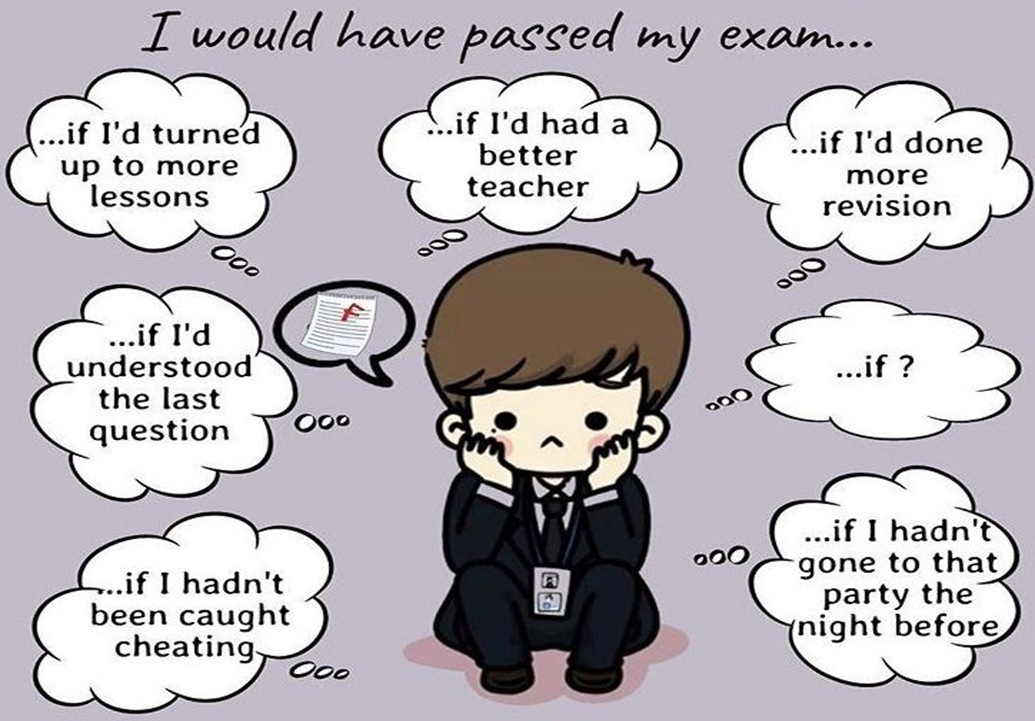 I would have passed my exam...
...if I'd turned
up to more
lessons
...if I'd had a
better
teacher
...if I'd done
more
revision
...if I'd
understood
the last
question
F
...if ?
...if I hadn't
been caught
cheating
...if I hadn't
gone to that
party the
night before